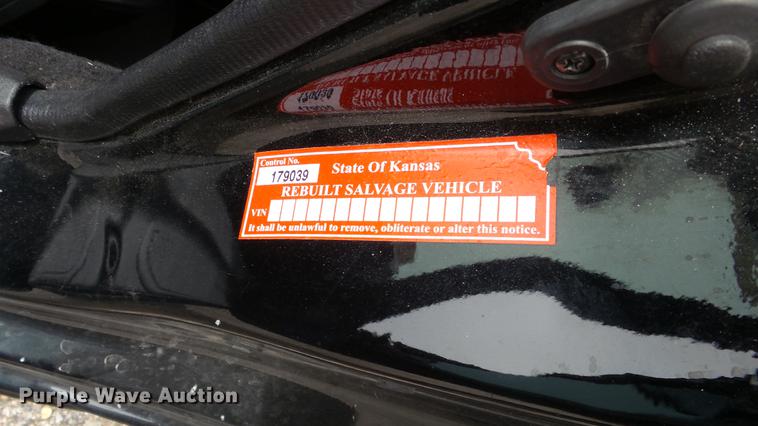 Control No.
179039
State Of Kansas
REBUILT SALVAGE VEHICLE
VIN
It shall be unlawful to remove, obliterate or alter this notice.
Purple Wave Auction